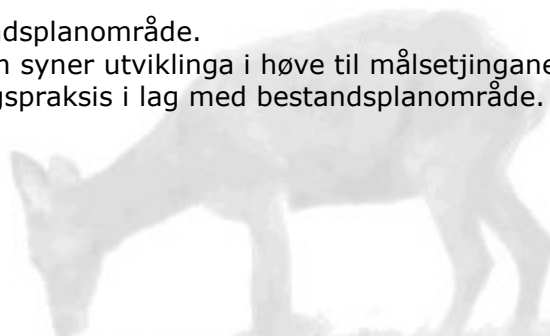 dsplanområde.
syner utviklinga i høve til målsetjingane
gspraksis i lag med bestandsplanområde.